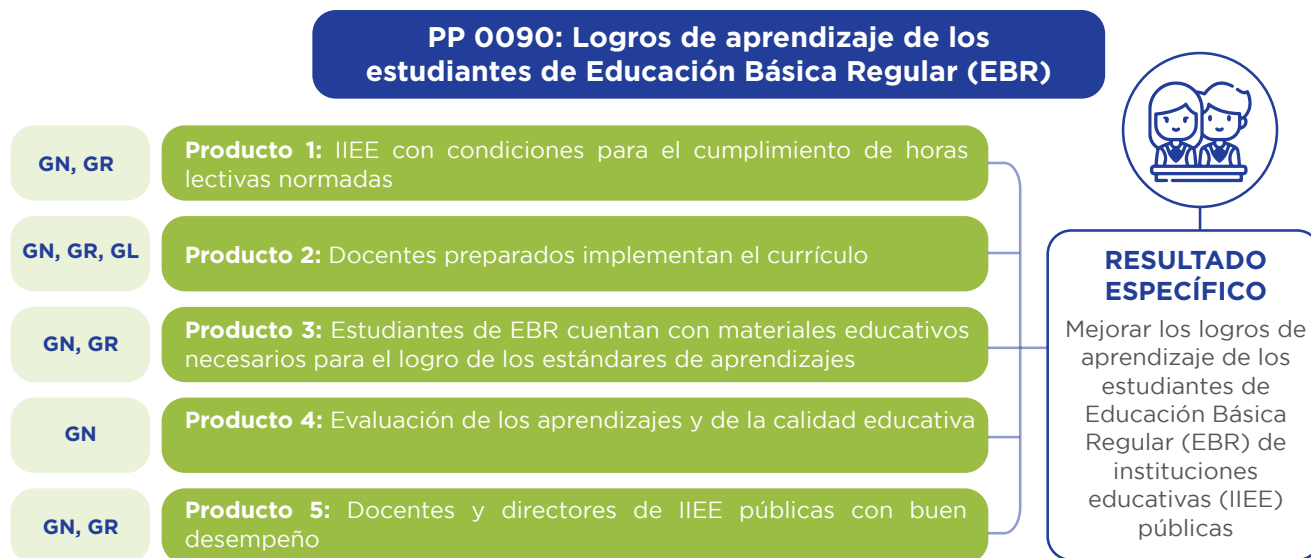 PP 0090: Logros de aprendizaje de los
estudiantes de Educación Básica Regular (EBR)
GN, GR
Producto 1: IIEE con condiciones para el cumplimiento de horas
lectivas normadas
GN, GR, GL
Producto 2: Docentes preparados implementan el currículo
GN, GR
Producto 3: Estudiantes de EBR cuentan con materiales educativos
necesarios para el logro de los estándares de aprendizajes
GN
Producto 4: Evaluación de los aprendizajes y de la calidad educativa
GN, GR
Producto 5: Docentes y directores de IIEE públicas con buen
desempeño
RESULTADO
ESPECÍFICO
Mejorar los logros de
aprendizaje de los
estudiantes de
Educación Básica
Regular (EBR) de
instituciones
educativas (IIEE)
públicas